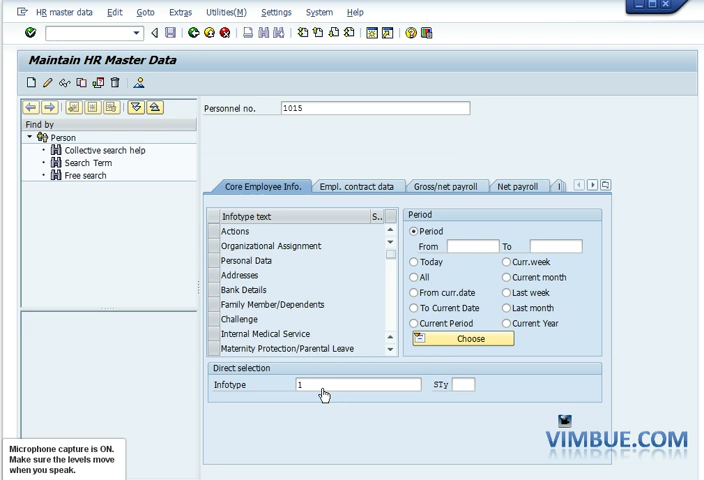 HR master data Edit Goto Extras Utilities(M) Settings System Help
Maintain HR Master Data
Find by
Person
Collective search help
Search Term
Free search
Personnel no. 1015
Core Employee Info. Empl. contract data Gross/net payroll Net payroll
Infotype text S..
Actions
Organizational Assignment
Personal Data
Addresses
Bank Details
Family Member/Dependents
Challenge
Internal Medical Service
Maternity Protection/Parental Leave
Period
Period
From To
Today Curr.week
All Current month
From curr.date Last week
To Current Date Last month
Current Period Current Year
Choose
Direct selection
Infotype 1 STy
VIMBUE.COM
Microphone capture is ON.
Make sure the levels move
when you speak.